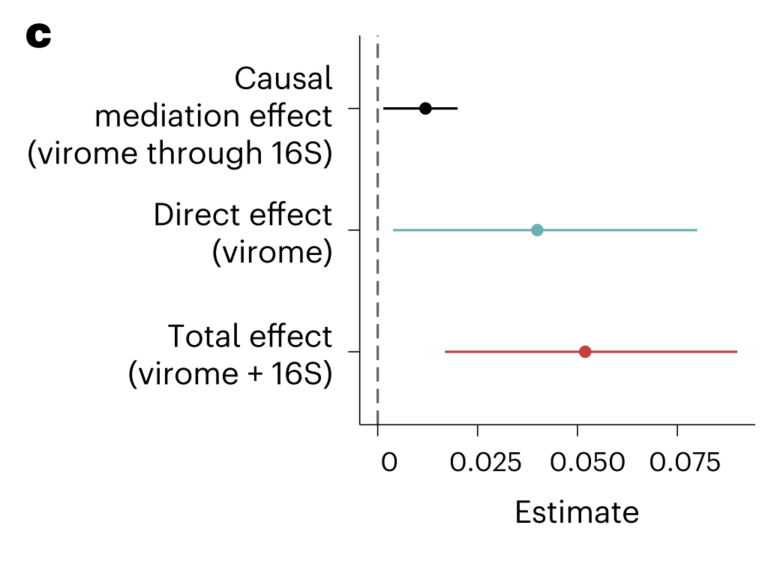 c
Causal
mediation effect
(virome through 16S)
Direct effect
(virome)
Total effect
(virome + 16S)
0 0.025 0.050 0.075
Estimate